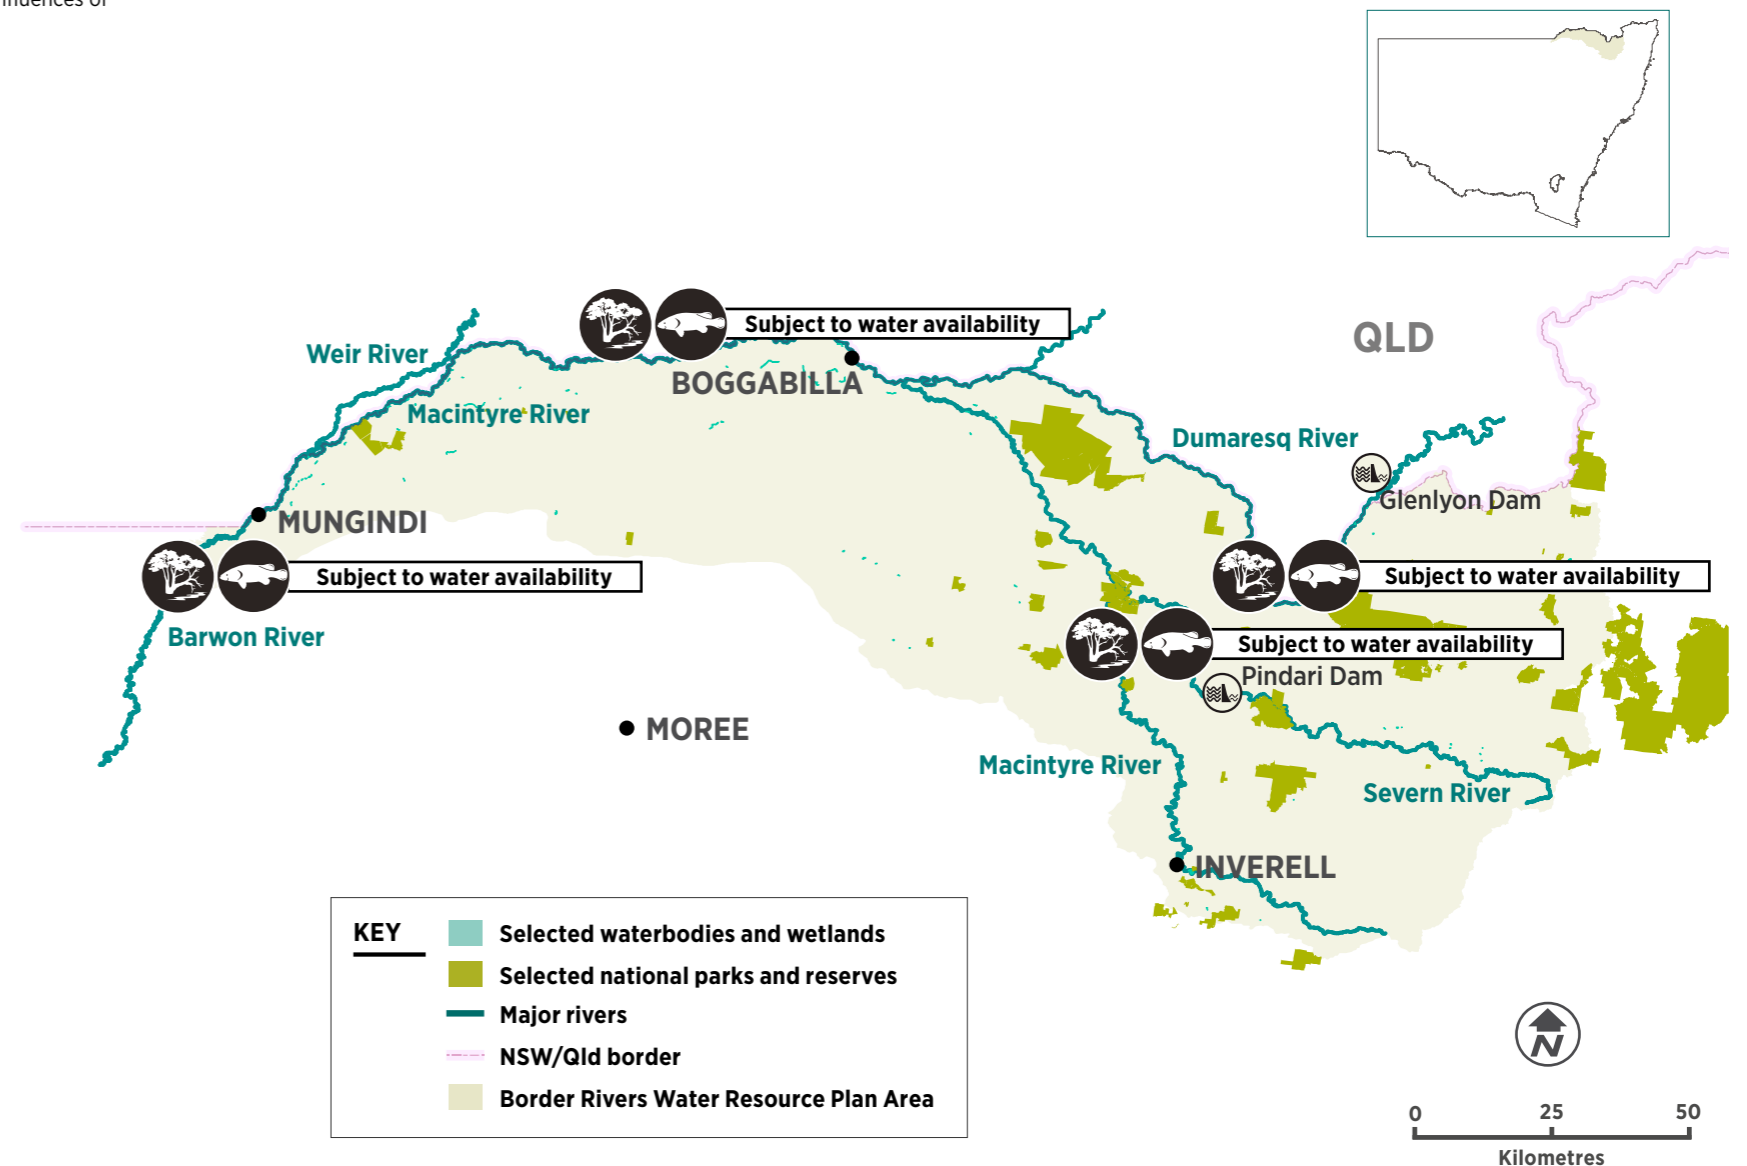 Subject to water availability
QLD
Weir River
BOGGABILLA
Macintyre River
Dumaresq River
Glenlyon Dam
MUNGINDI
Subject to water availability
Subject to water availability
Barwon River
Subject to water availability
Pindari Dam
MOREE
Macintyre River
Severn River
INVERELL
KEY
Selected waterbodies and wetlands
Selected national parks and reserves
Major rivers
NSW/Qld border
Border Rivers Water Resource Plan Area
N
0 25 50
Kilometres